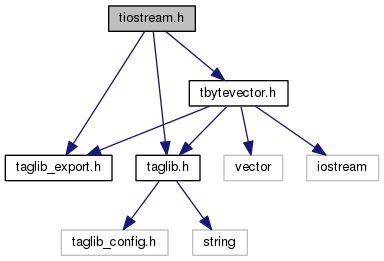 tiostream.h
tbytevector.h
taglib_export.h
taglib.h
vector
iostream
taglib_config.h
string